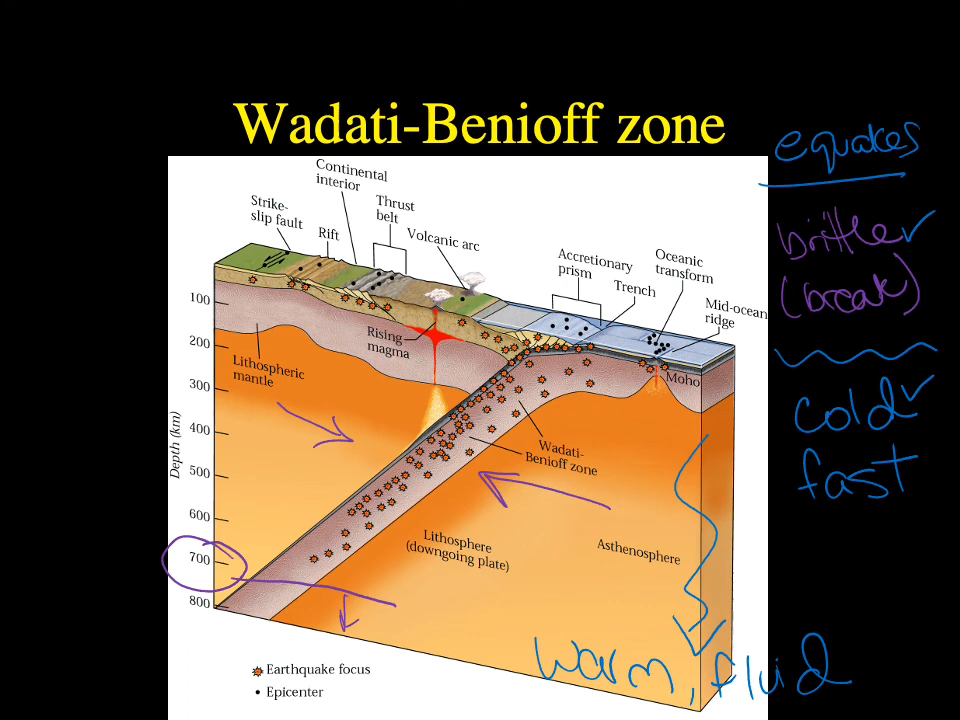 Wadati-Benioff zone
equakes
brittle
(break)
cold
fast
Continental
interior
Strike-
slip fault
Thrust
belt
Rift
Volcanic arc
Accretionary
prism
Oceanic
transform
Trench
Mid-ocean
ridge
100
200
300
400
500
600
700
800
Depth (km)
Rising
magma
Lithospheric
mantle
Moho
Wadati-
Benioff zone
Lithosphere
(downgoing plate)
Asthenosphere
warm, fluid
Earthquake focus
Epicenter